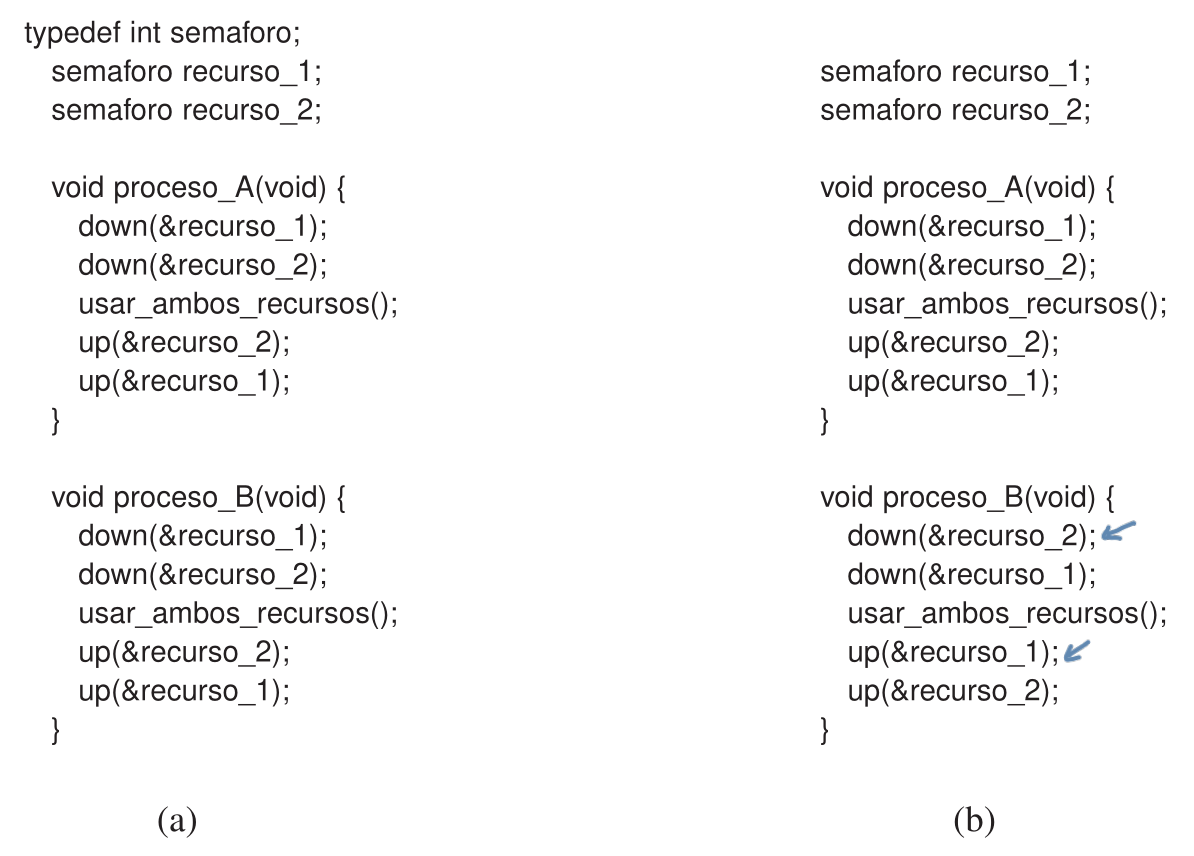 typedef int semaforo;
semaforo recurso_1;
semaforo recurso_2;
void proceso_A(void) {
down(&recurso_1);
down(&recurso_2);
usar_ambos_recursos();
up(&recurso_2);
up(&recurso_1);
}
void proceso_B(void) {
down(&recurso_1);
down(&recurso_2);
usar_ambos_recursos();
up(&recurso_2);
up(&recurso_1);
}
(a)
semaforo recurso_1;
semaforo recurso_2;
void proceso_A(void) {
down(&recurso_1);
down(&recurso_2);
usar_ambos_recursos();
up(&recurso_2);
up(&recurso_1);
}
void proceso_B(void) {
down(&recurso_2);
down(&recurso_1);
usar_ambos_recursos();
up(&recurso_1);
up(&recurso_2);
}
(b)